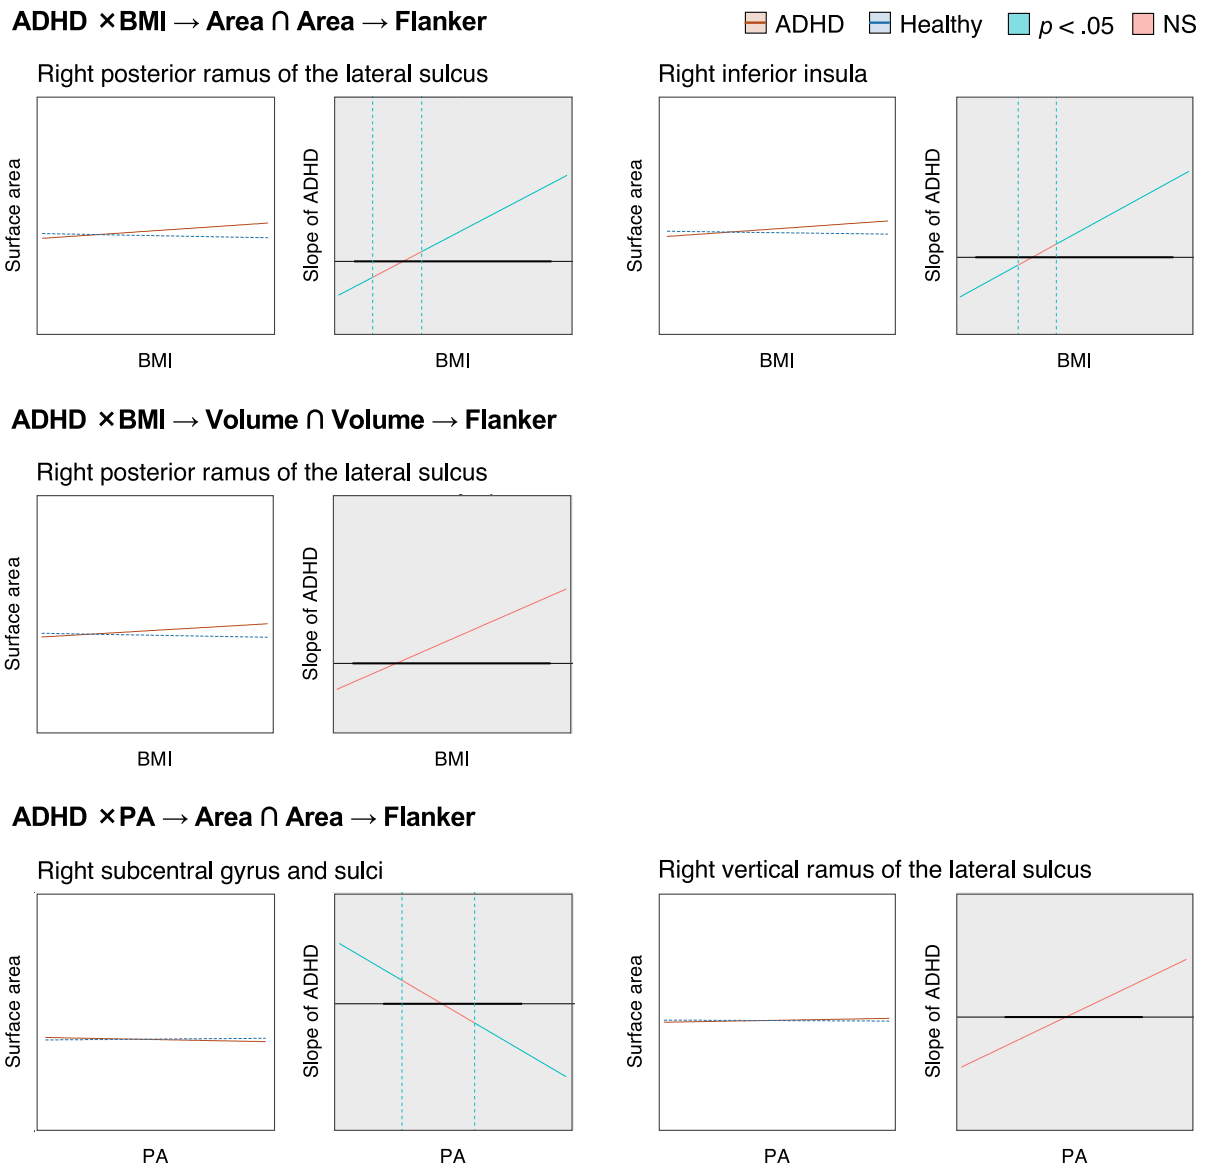 ADHD ×BMI → Area ∩ Area → Flanker
ADHD Healthy p < .05 NS
Right posterior ramus of the lateral sulcus
Right inferior insula
Surface area
Slope of ADHD
Surface area
Slope of ADHD
BMI
BMI
BMI
BMI
ADHD ×BMI → Volume ∩ Volume → Flanker
Right posterior ramus of the lateral sulcus
Surface area
Slope of ADHD
BMI
BMI
ADHD ×PA → Area ∩ Area → Flanker
Right subcentral gyrus and sulci
Right vertical ramus of the lateral sulcus
Surface area
Slope of ADHD
Surface area
Slope of ADHD
PA
PA
PA
PA